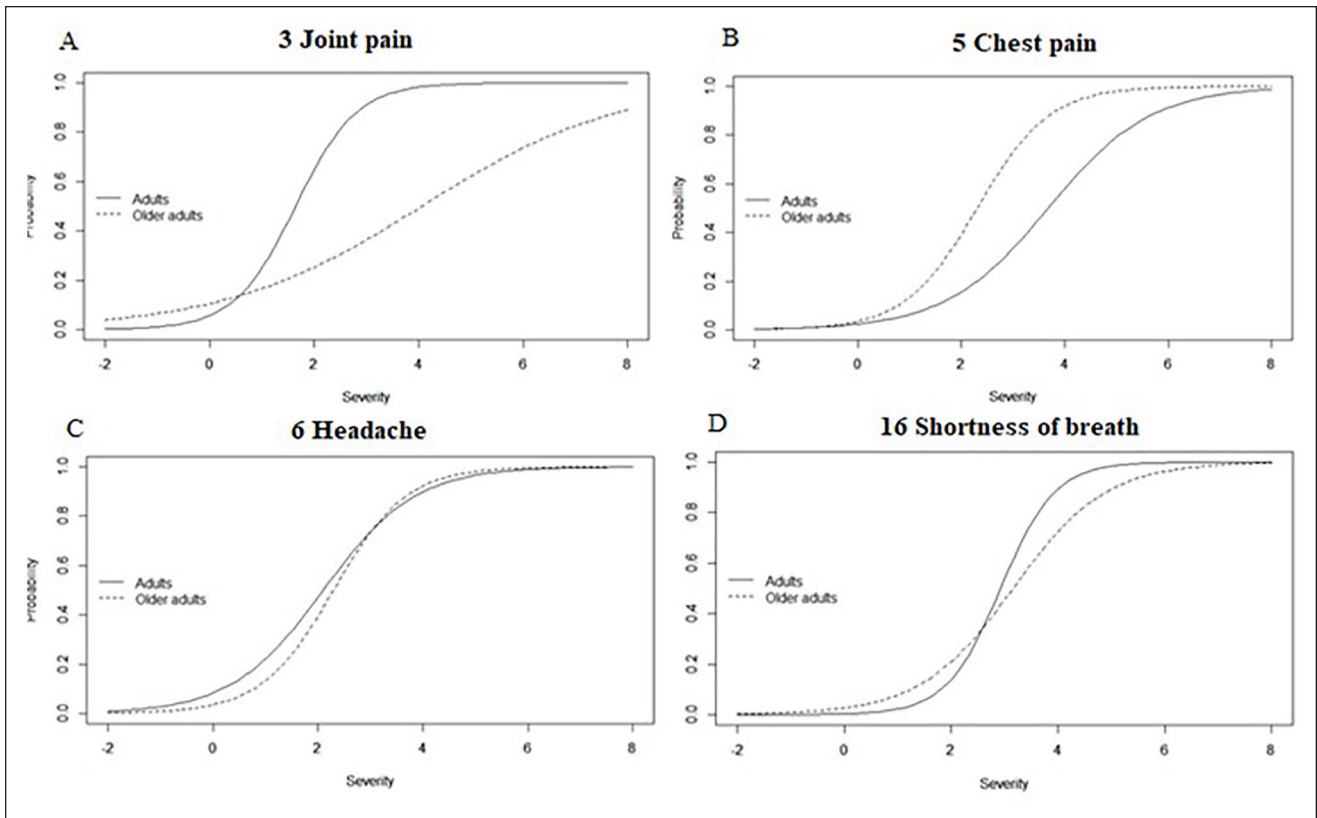 A
3 Joint pain
1.0
0.8
0.6
0.4
0.2
0.0
Probability
Adults
Older adults
-2 0 2 4 6 8
Severity
B
5 Chest pain
1.0
0.8
0.6
0.4
0.2
0.0
Probability
Adults
Older adults
-2 0 2 4 6 8
Severity
C
6 Headache
1.0
0.8
0.6
0.4
0.2
0.0
Probability
Adults
Older adults
-2 0 2 4 6 8
Severity
D
16 Shortness of breath
1.0
0.8
0.6
0.4
0.2
0.0
Probability
Adults
Older adults
-2 0 2 4 6 8
Severity